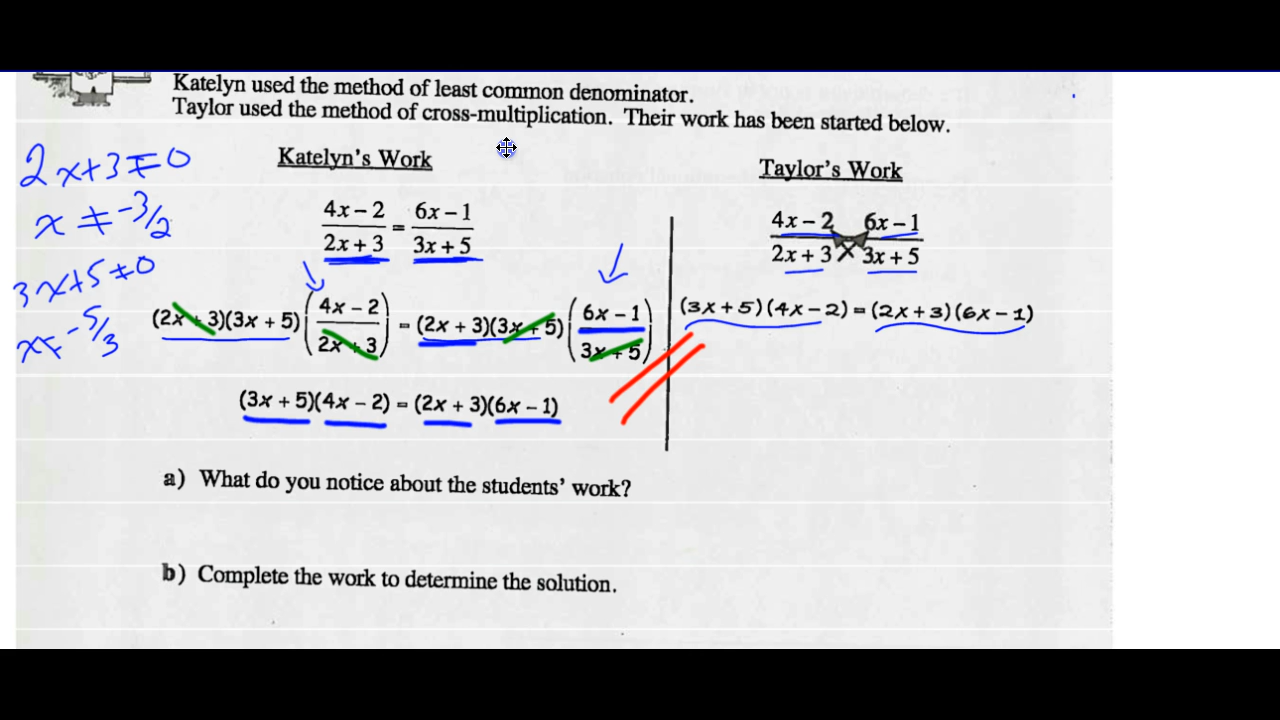 Katelyn used the method of least common denominator.
Taylor used the method of cross-multiplication. Their work has been started below.
2x+3≠0
x ≠ -3/2
3x+5≠0
x≠ -5/3
Katelyn's Work
4x − 2 / 2x + 3 = 6x − 1 / 3x + 5
(2x + 3)(3x + 5) (4x − 2 / 2x + 3) = (2x + 3)(3x + 5) (6x − 1 / 3x + 5)
(3x + 5)(4x − 2) = (2x + 3)(6x − 1)
Taylor's Work
4x − 2 / 2x + 3 × 6x − 1 / 3x + 5
(3x + 5)(4x − 2) = (2x + 3)(6x − 1)
a) What do you notice about the students' work?
b) Complete the work to determine the solution.